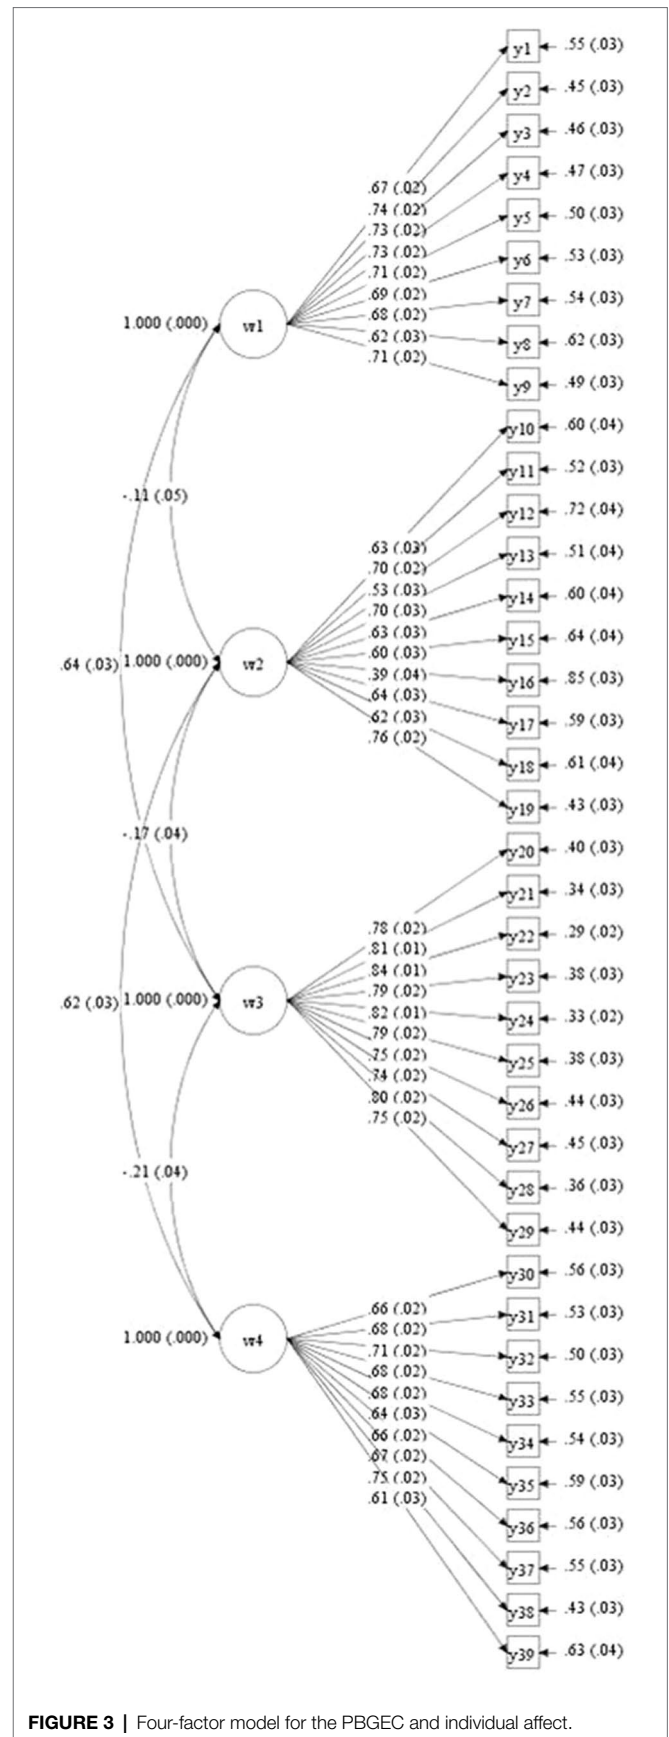 y1 .55 (.03)
y2 .45 (.03)
y3 .46 (.03)
y4 .47 (.03)
.67 (.02)
.74 (.02)
y5 .50 (.03)
.73 (.02)
.73 (.02)
y6 .53 (.03)
.71 (.02)
.69 (.02)
y7 .54 (.03)
.68 (.02)
1.000 (.000) w1
.62 (.03)
y8 .62 (.03)
.71 (.02)
y9 .49 (.03)
y10 .60 (.04)
y11 .52 (.03)
-.11 (.05)
y12 .72 (.04)
.63 (.03)
y13 .51 (.04)
.70 (.02)
.53 (.03)
y14 .60 (.04)
.70 (.03)
.63 (.03)
y15 .64 (.04)
.60 (.03)
.64 (.03) 1.000 (.000) w2
.39 (.04)
y16 .85 (.03)
.64 (.03)
.62 (.03)
y17 .59 (.03)
.76 (.02)
y18 .61 (.04)
y19 .43 (.03)
-.17 (.04)
y20 .40 (.03)
y21 .34 (.03)
.78 (.02)
y22 .29 (.02)
.81 (.01)
.84 (.01)
y23 .38 (.03)
.79 (.02)
.62 (.03) 1.000 (.000) w3
.82 (.01)
y24 .33 (.02)
.79 (.02)
.75 (.02)
y25 .38 (.03)
.74 (.02)
.80 (.02)
y26 .44 (.03)
.75 (.02)
y27 .45 (.03)
-.21 (.04)
y28 .36 (.03)
y29 .44 (.03)
y30 .56 (.03)
.66 (.02)
y31 .53 (.03)
.68 (.02)
1.000 (.000) w4
.71 (.02)
y32 .50 (.03)
.68 (.02)
.68 (.02)
y33 .55 (.03)
.64 (.03)
.66 (.02)
y34 .54 (.03)
.67 (.02)
.75 (.02)
y35 .59 (.03)
.61 (.03)
y36 .56 (.03)
y37 .55 (.03)
y38 .43 (.03)
y39 .63 (.04)
FIGURE 3 | Four-factor model for the PBGEC and individual affect.